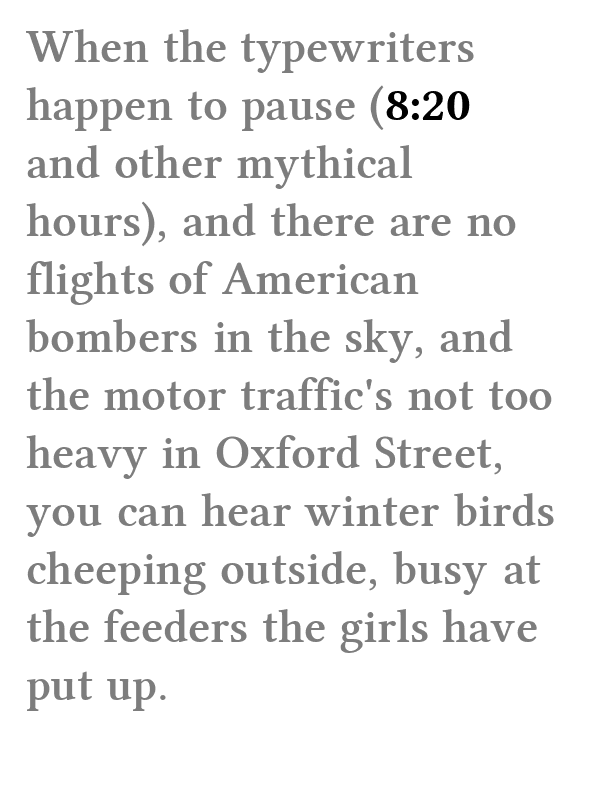 When the typewriters
happen to pause (8:20
and other mythical
hours), and there are no
flights of American
bombers in the sky, and
the motor traffic's not too
heavy in Oxford Street,
you can hear winter birds
cheeping outside, busy at
the feeders the girls have
put up.